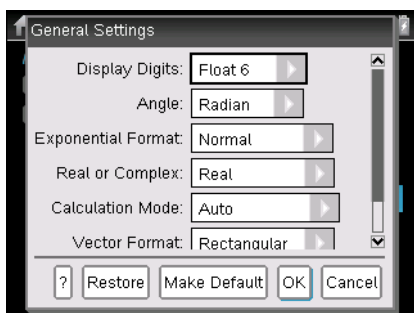 General Settings
Display Digits: Float 6
Angle: Radian
Exponential Format: Normal
Real or Complex: Real
Calculation Mode: Auto
Vector Format: Rectangular
? Restore Make Default OK Cancel